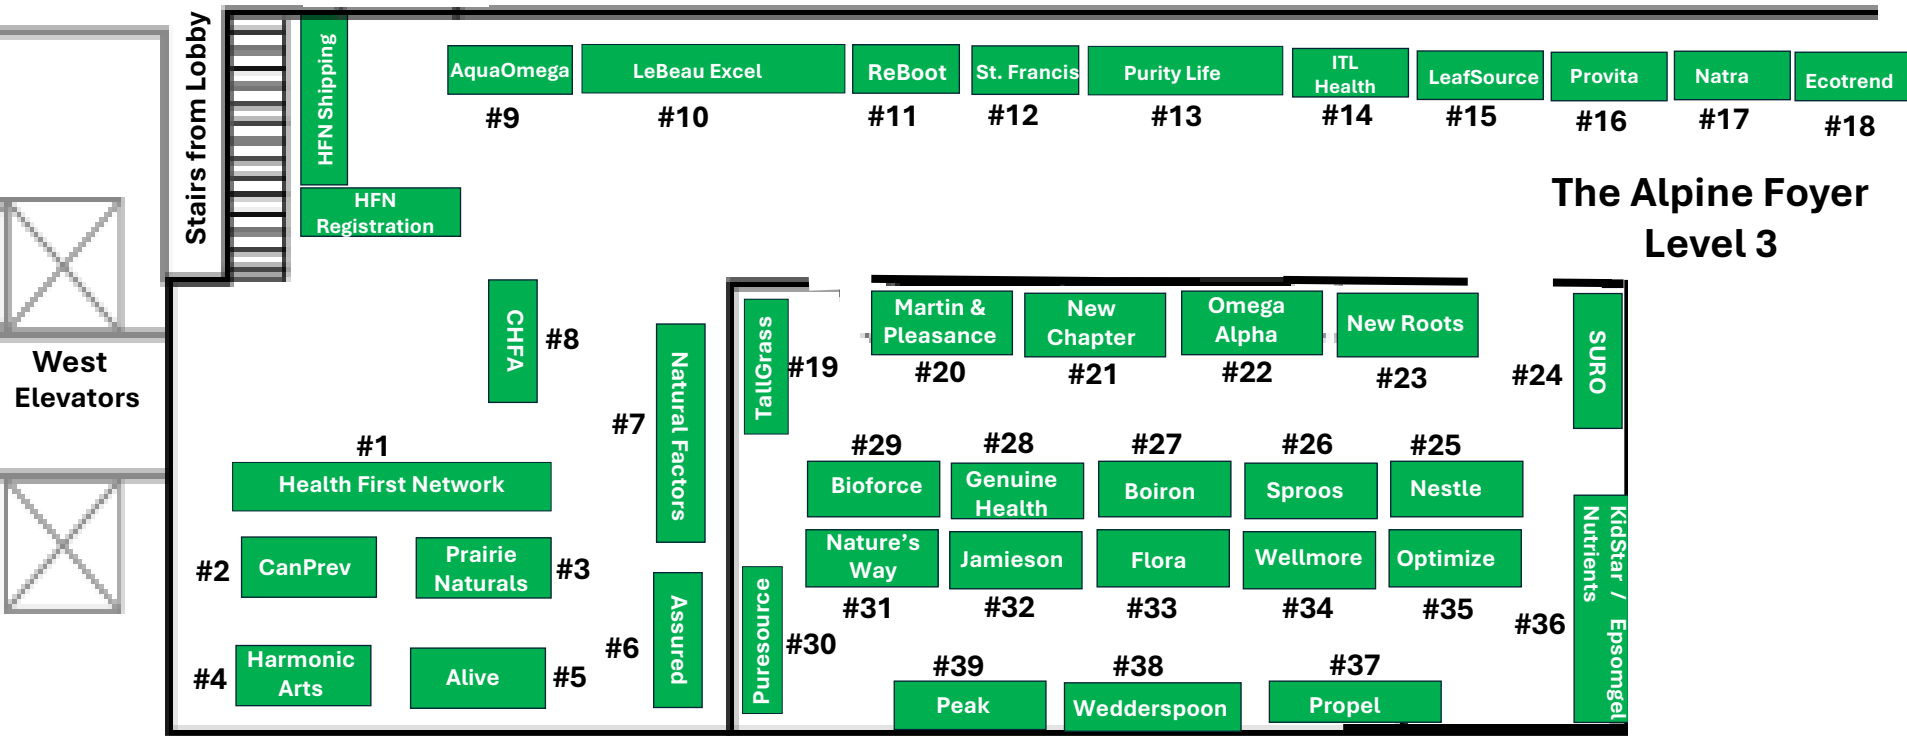 Stairs from Lobby
HFN Shipping
HFN
Registration
AquaOmega
#9
LeBeau Excel
#10
ReBoot
#11
St. Francis
#12
Purity Life
#13
ITL
Health
#14
LeafSource
#15
Provita
#16
Natra
#17
Ecotrend
#18
The Alpine Foyer
Level 3
West
Elevators
CHFA
#8
#7
Natural Factors
#1
Health First Network
#2
CanPrev
Prairie
Naturals
#3
#4
Harmonic
Arts
Alive
#5
#6
Assured
TallGrass
#19
Martin &
Pleasance
#20
New
Chapter
#21
Omega
Alpha
#22
New Roots
#23
#24
SURO
#29
Bioforce
#28
Genuine
Health
#27
Boiron
#26
Sproos
#25
Nestle
Puresource
#30
Nature's
Way
#31
Jamieson
#32
Flora
#33
Wellmore
#34
Optimize
#35
#36
KidStar / Epsomgel
Nutrients
#39
Peak
#38
Wedderspoon
#37
Propel